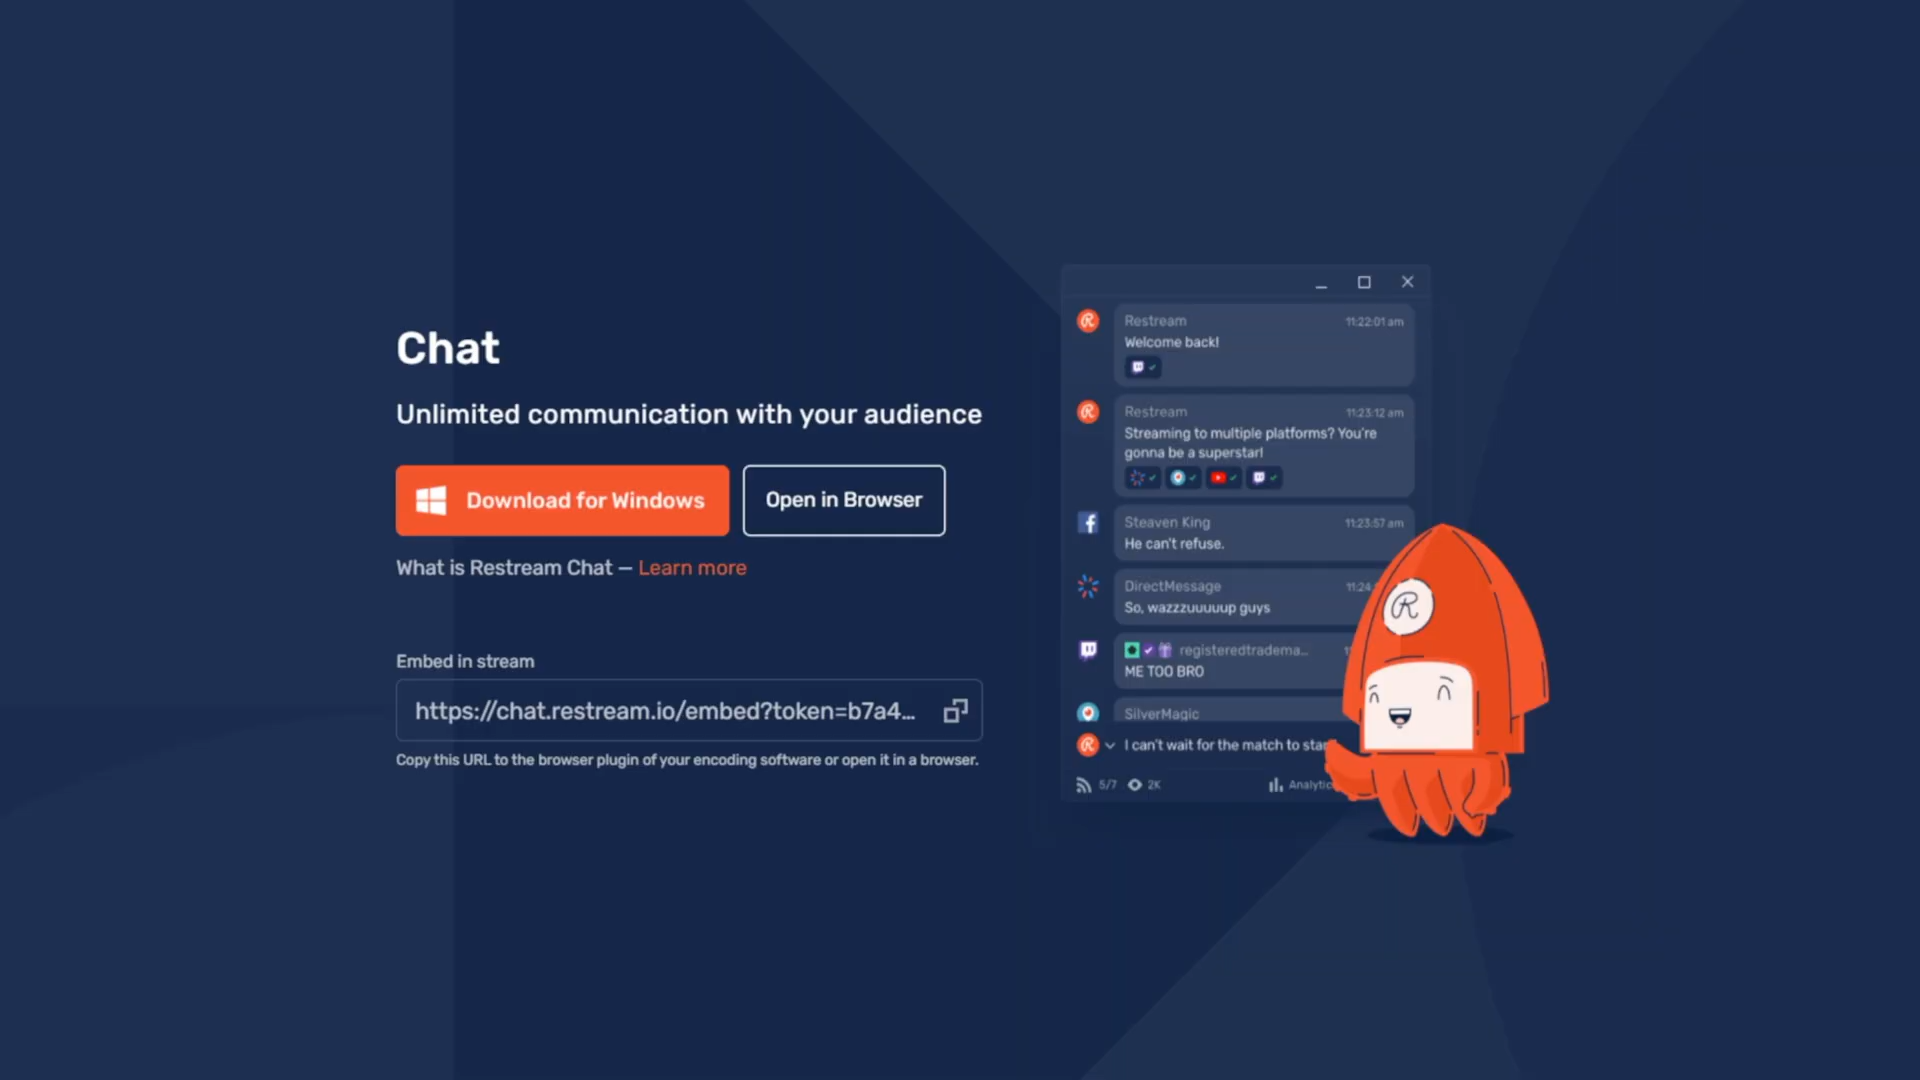 Chat
Unlimited communication with your audience
Download for Windows
Open in Browser
What is Restream Chat – Learn more
Embed in stream
https://chat.restream.io/embed?token=b7a4...
Copy this URL to the browser plugin of your encoding software or open it in a browser.
Restream 11:22:01 am
Welcome back!
Restream 11:23:12 am
Streaming to multiple platforms? You're
gonna be a superstar!
Steaven King 11:23:57 am
He can't refuse.
DirectMessage 11:24
So, wazzzuuuuup guys
registeredtradema...
ME TOO BRO
SilverMagic
I can't wait for the match to star
5/7 2K Analytic
R